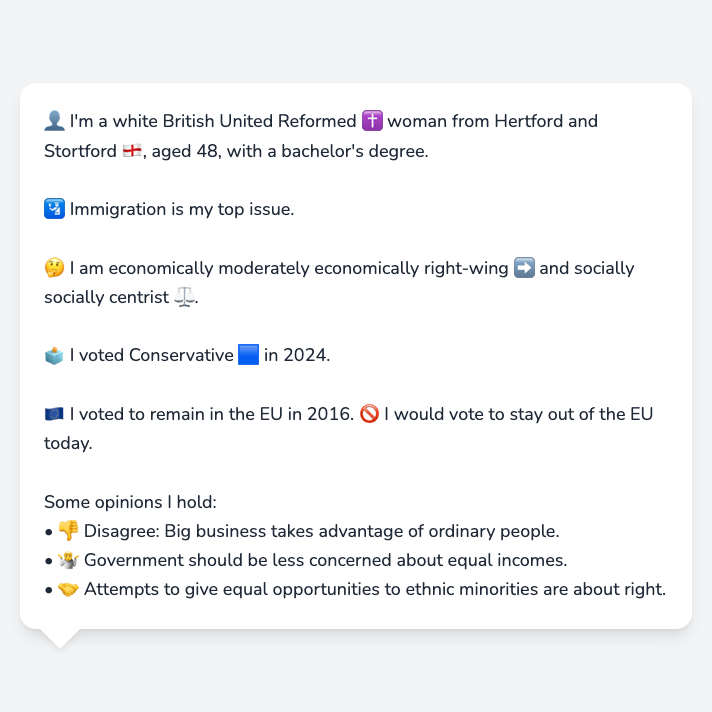 👤 I'm a white British United Reformed ✝️ woman from Hertford and
Stortford 🏴󠁧󠁢󠁥󠁮󠁧󠁿, aged 48, with a bachelor's degree.
🛂 Immigration is my top issue.
🤔 I am economically moderately economically right-wing ➡️ and socially
socially centrist ⚖️.
🗳️ I voted Conservative 🟦 in 2024.
🇪🇺 I voted to remain in the EU in 2016. 🚫 I would vote to stay out of the EU
today.
Some opinions I hold:
• 👎 Disagree: Big business takes advantage of ordinary people.
• 🤷 Government should be less concerned about equal incomes.
• 🤝 Attempts to give equal opportunities to ethnic minorities are about right.